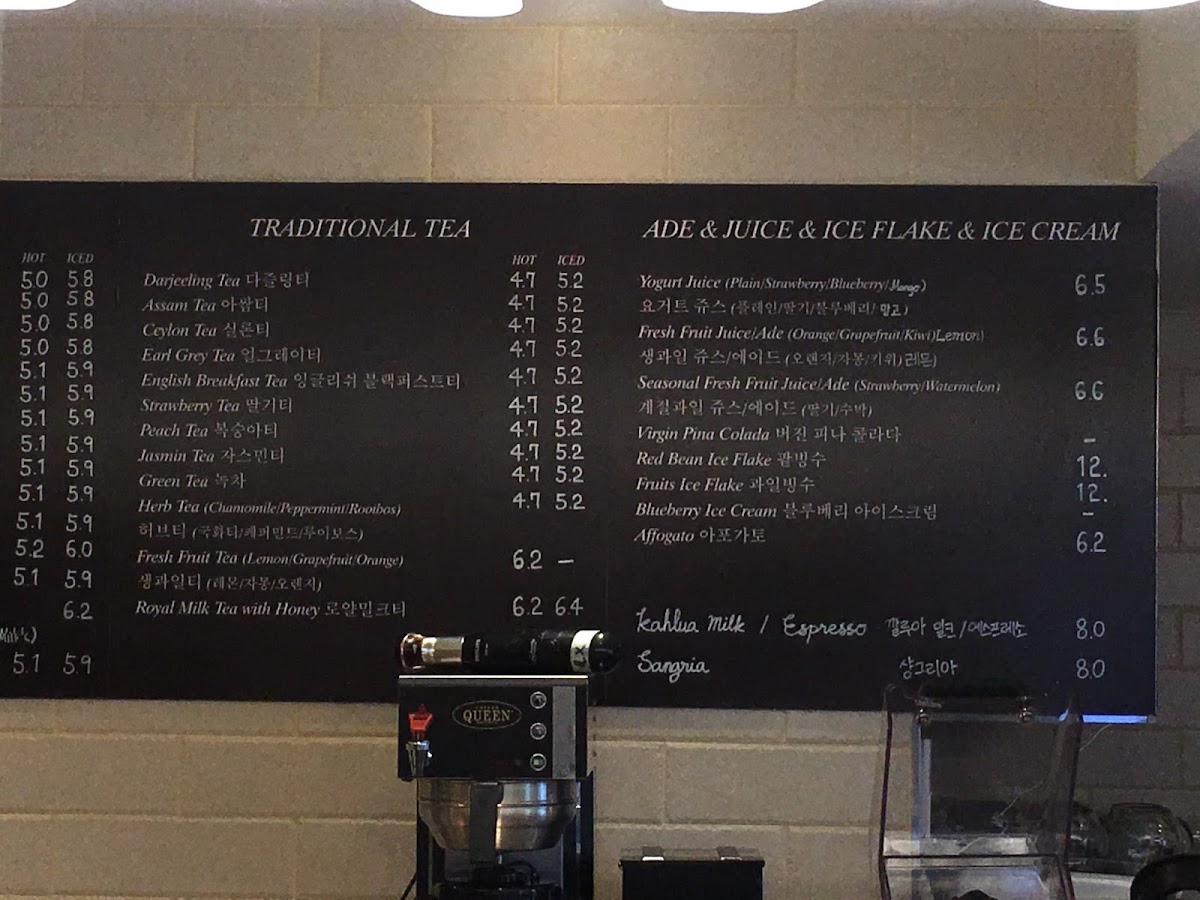 HOT ICED
5.0 5.8
5.0 5.8
5.0 5.8
5.0 5.8
5.1 5.9
5.1 5.9
5.1 5.9
5.1 5.9
5.1 5.9
5.1 5.9
5.1 5.9
5.2 6.0
5.1 5.9
6.2
5.1 5.9
TRADITIONAL TEA
HOT ICED
Darjeeling Tea 다즐링티 4.7 5.2
Assam Tea 아쌈티 4.7 5.2
Ceylon Tea 실론티 4.7 5.2
Earl Grey Tea 얼그레이티 4.7 5.2
English Breakfast Tea 잉글리쉬 블랙퍼스트티 4.7 5.2
Strawberry Tea 딸기티 4.7 5.2
Peach Tea 복숭아티 4.7 5.2
Jasmin Tea 자스민티 4.7 5.2
Green Tea 녹차 4.7 5.2
Herb Tea (Chamomile/Peppermint/Rooibos) 4.7 5.2
허브티 (국화티/페퍼민트/루이보스)
Fresh Fruit Tea (Lemon/Grapefruit/Orange) 6.2 –
생과일티 (레몬/자몽/오렌지)
Royal Milk Tea with Honey 로얄밀크티 6.2 6.4
ADE & JUICE & ICE FLAKE & ICE CREAM
Yogurt Juice (Plain/Strawberry/Blueberry/Mango) 6.5
요거트 쥬스 (플레인/딸기/블루베리/망고)
Fresh Fruit Juice/Ade (Orange/Grapefruit/Kiwi)Lemon) 6.6
생과일 쥬스/에이드 (오렌지/자몽/키위)레몬)
Seasonal Fresh Fruit Juice/Ade (Strawberry/Watermelon) 6.6
계절과일 쥬스/에이드 (딸기/수박)
Virgin Pina Colada 버진 피나 콜라다 –
Red Bean Ice Flake 팥빙수 12.
Fruits Ice Flake 과일빙수 12.
Blueberry Ice Cream 블루베리 아이스크림 –
Affogato 아포가토 6.2
Kahlua Milk / Espresso 깔루아 밀크/에스프레소 8.0
Sangria 샹그리아 8.0
QUEEN